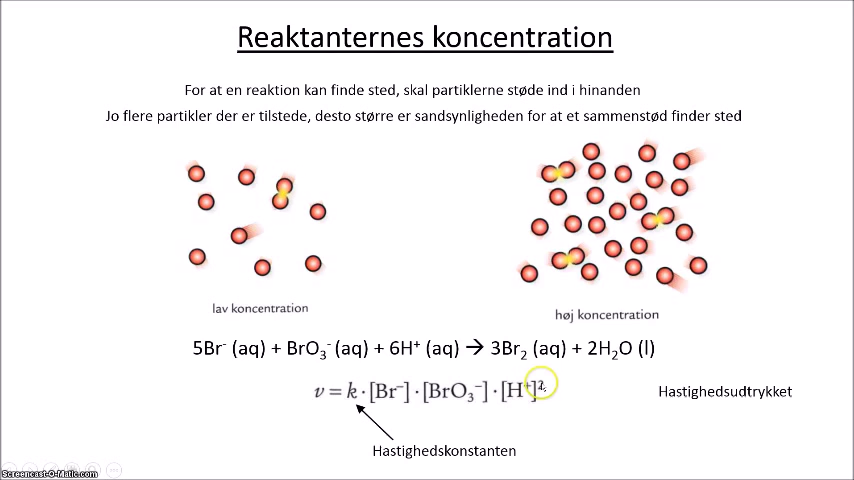 Reaktanternes koncentration
For at en reaktion kan finde sted, skal partiklerne støde ind i hinanden
Jo flere partikler der er tilstede, desto større er sandsynligheden for at et sammenstød finder sted
lav koncentration
høj koncentration
5Br⁻ (aq) + BrO₃⁻ (aq) + 6H⁺ (aq) → 3Br₂ (aq) + 2H₂O (l)
v = k · [Br⁻] · [BrO₃⁻] · [H⁺]²
Hastighedsudtrykket
Hastighedskonstanten
Screencast-O-Matic.com